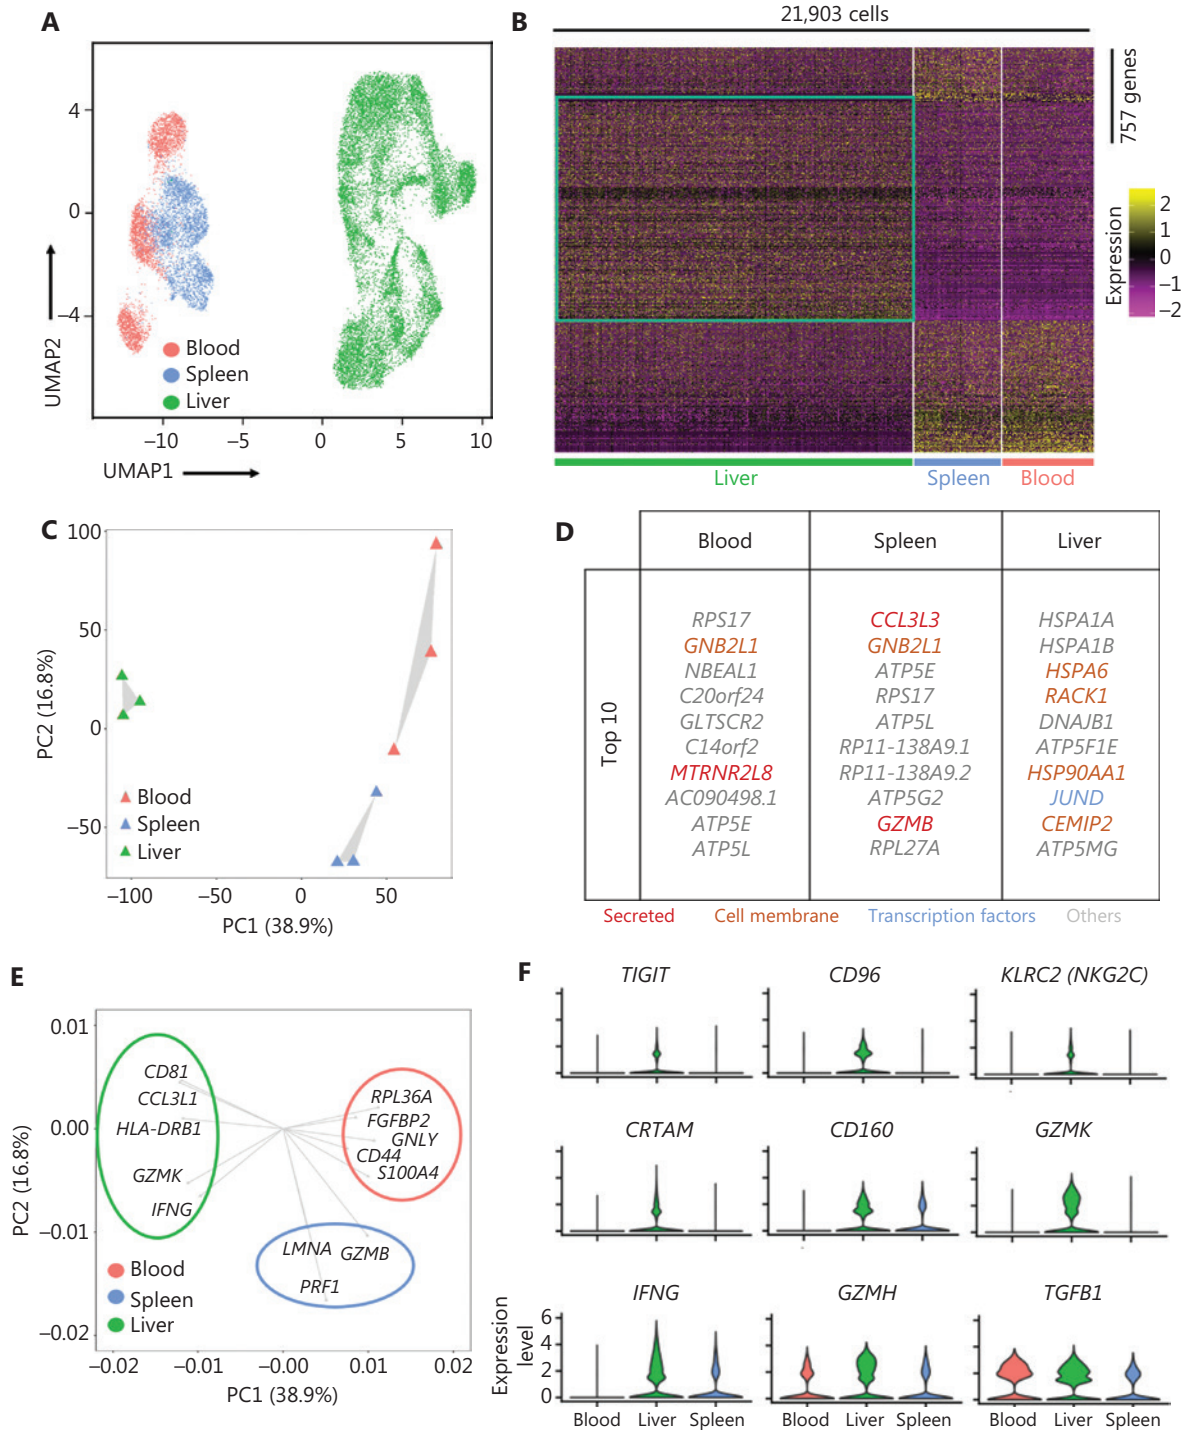 A
4
0
−4
UMAP2
Blood
Spleen
Liver
−10
−5
0
5
10
UMAP1
B
21,903 cells
757 genes
Expression
2
1
0
−1
−2
Liver
Spleen
Blood
C
100
50
0
−50
PC2 (16.8%)
Blood
Spleen
Liver
−100
−50
0
50
PC1 (38.9%)
D
Blood
Spleen
Liver
Top 10
RPS17
CCL3L3
HSPA1A
GNB2L1
GNB2L1
HSPA1B
NBEAL1
ATP5E
HSPA6
C20orf24
RPS17
RACK1
GLTSCR2
ATP5L
DNAJB1
C14orf2
RP11-138A9.1
ATP5F1E
MTRNR2L8
RP11-138A9.2
HSP90AA1
AC090498.1
ATP5G2
JUND
ATP5E
GZMB
CEMIP2
ATP5L
RPL27A
ATP5MG
Secreted
Cell membrane
Transcription factors
Others
E
0.01
0.00
−0.01
−0.02
PC2 (16.8%)
CD81
CCL3L1
HLA-DRB1
GZMK
IFNG
RPL36A
FGFBP2
GNLY
CD44
S100A4
LMNA
GZMB
PRF1
Blood
Spleen
Liver
−0.02
−0.01
−0.00
0.01
0.02
PC1 (38.9%)
F
TIGIT
CD96
KLRC2 (NKG2C)
CRTAM
CD160
GZMK
IFNG
GZMH
TGFB1
Expression
level
6
4
2
0
Blood
Liver
Spleen
Blood
Liver
Spleen
Blood
Liver
Spleen